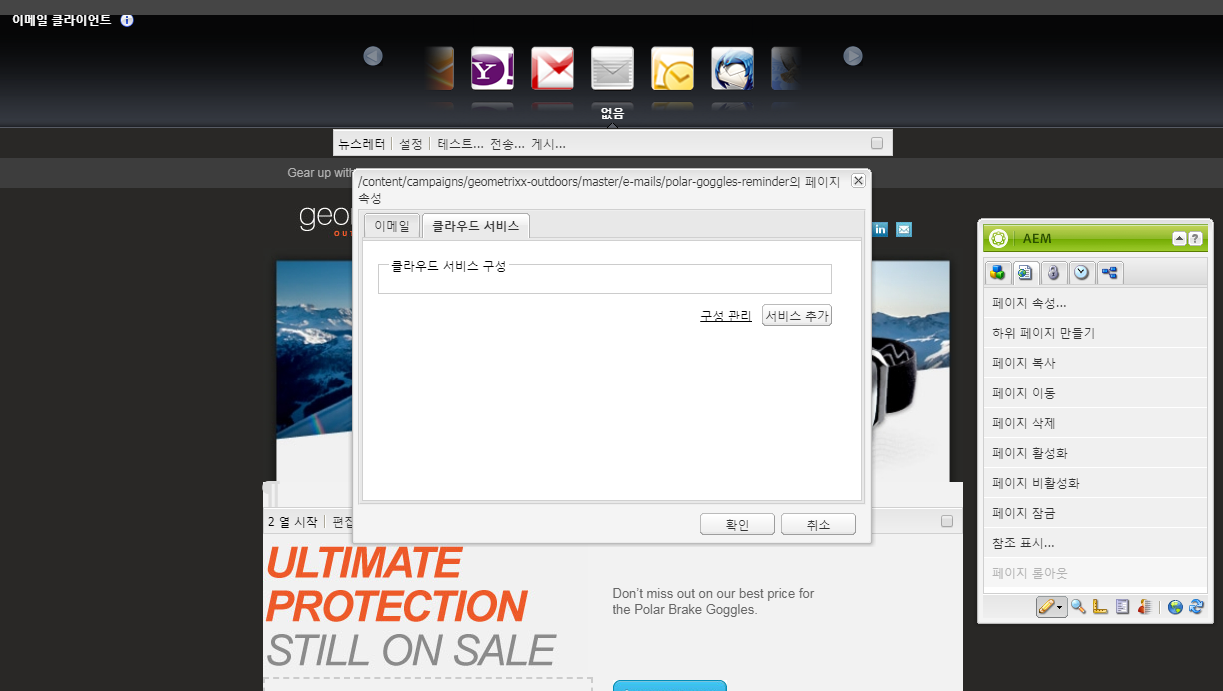 이메일 클라이언트
없음
뉴스레터 설정 테스트... 전송... 게시...
Gear up with
/content/campaigns/geometrixx-outdoors/master/e-mails/polar-goggles-reminder의 페이지
속성
geo
OUT
이메일 클라우드 서비스
클라우드 서비스 구성
구성 관리 서비스 추가
확인 취소
AEM
페이지 속성...
하위 페이지 만들기
페이지 복사
페이지 이동
페이지 삭제
페이지 활성화
페이지 비활성화
페이지 잠금
참조 표시...
페이지 롤아웃
2 열 시작 편집
ULTIMATE
PROTECTION
STILL ON SALE
Don't miss out on our best price for
the Polar Brake Goggles.